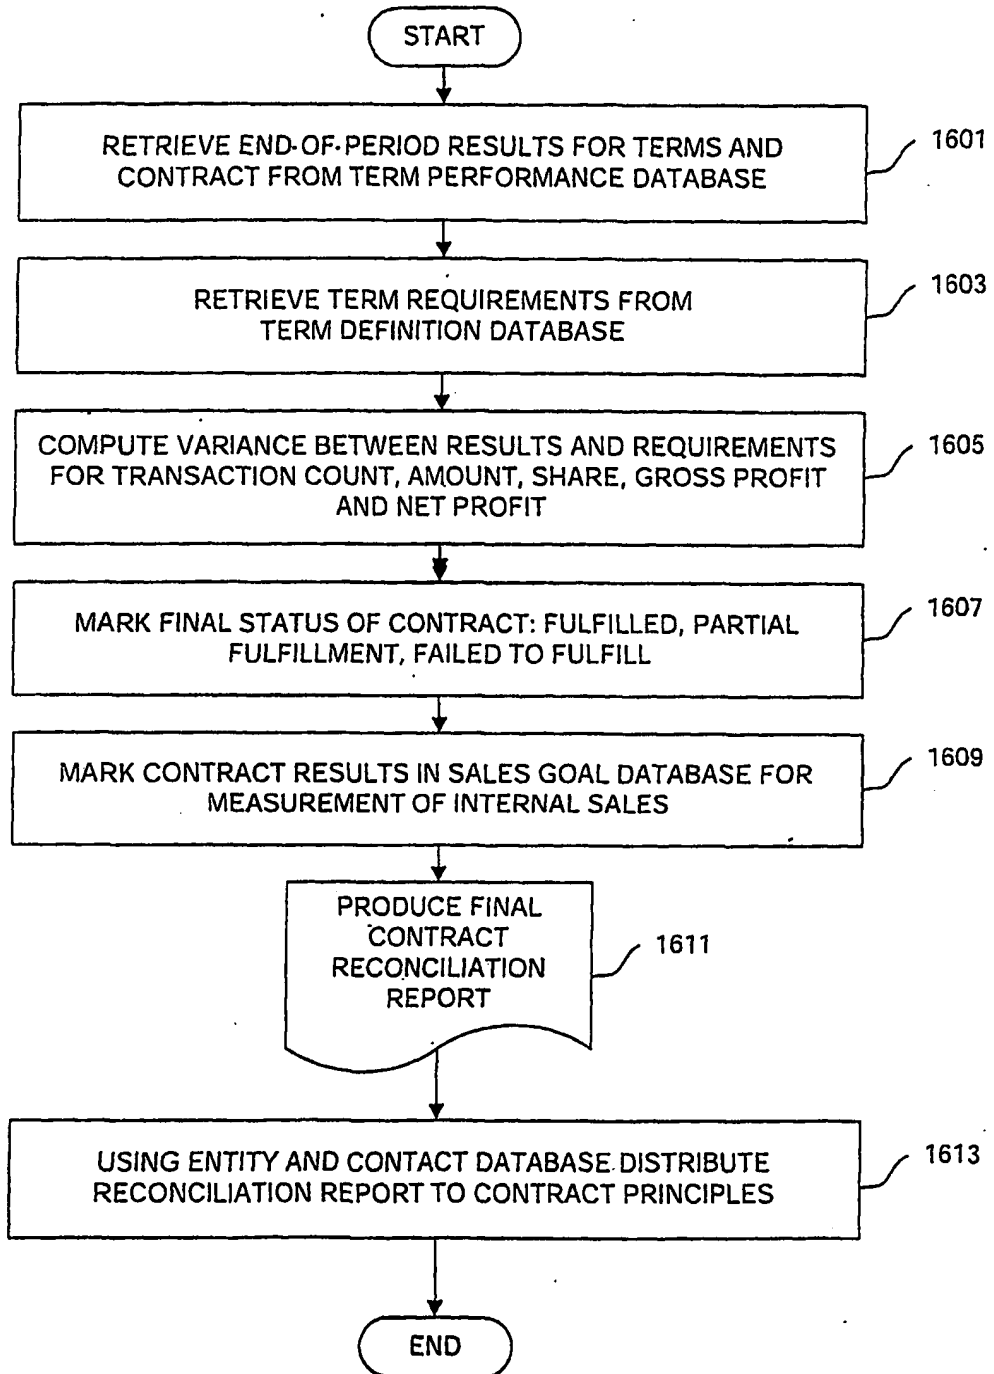 START
RETRIEVE END-OF-PERIOD RESULTS FOR TERMS AND
CONTRACT FROM TERM PERFORMANCE DATABASE
1601
RETRIEVE TERM REQUIREMENTS FROM
TERM DEFINITION DATABASE
1603
COMPUTE VARIANCE BETWEEN RESULTS AND REQUIREMENTS
FOR TRANSACTION COUNT, AMOUNT, SHARE, GROSS PROFIT
AND NET PROFIT
1605
MARK FINAL STATUS OF CONTRACT: FULFILLED, PARTIAL
FULFILLMENT, FAILED TO FULFILL
1607
MARK CONTRACT RESULTS IN SALES GOAL DATABASE FOR
MEASUREMENT OF INTERNAL SALES
1609
PRODUCE FINAL
CONTRACT
RECONCILIATION
REPORT
1611
USING ENTITY AND CONTACT DATABASE DISTRIBUTE
RECONCILIATION REPORT TO CONTRACT PRINCIPLES
1613
END